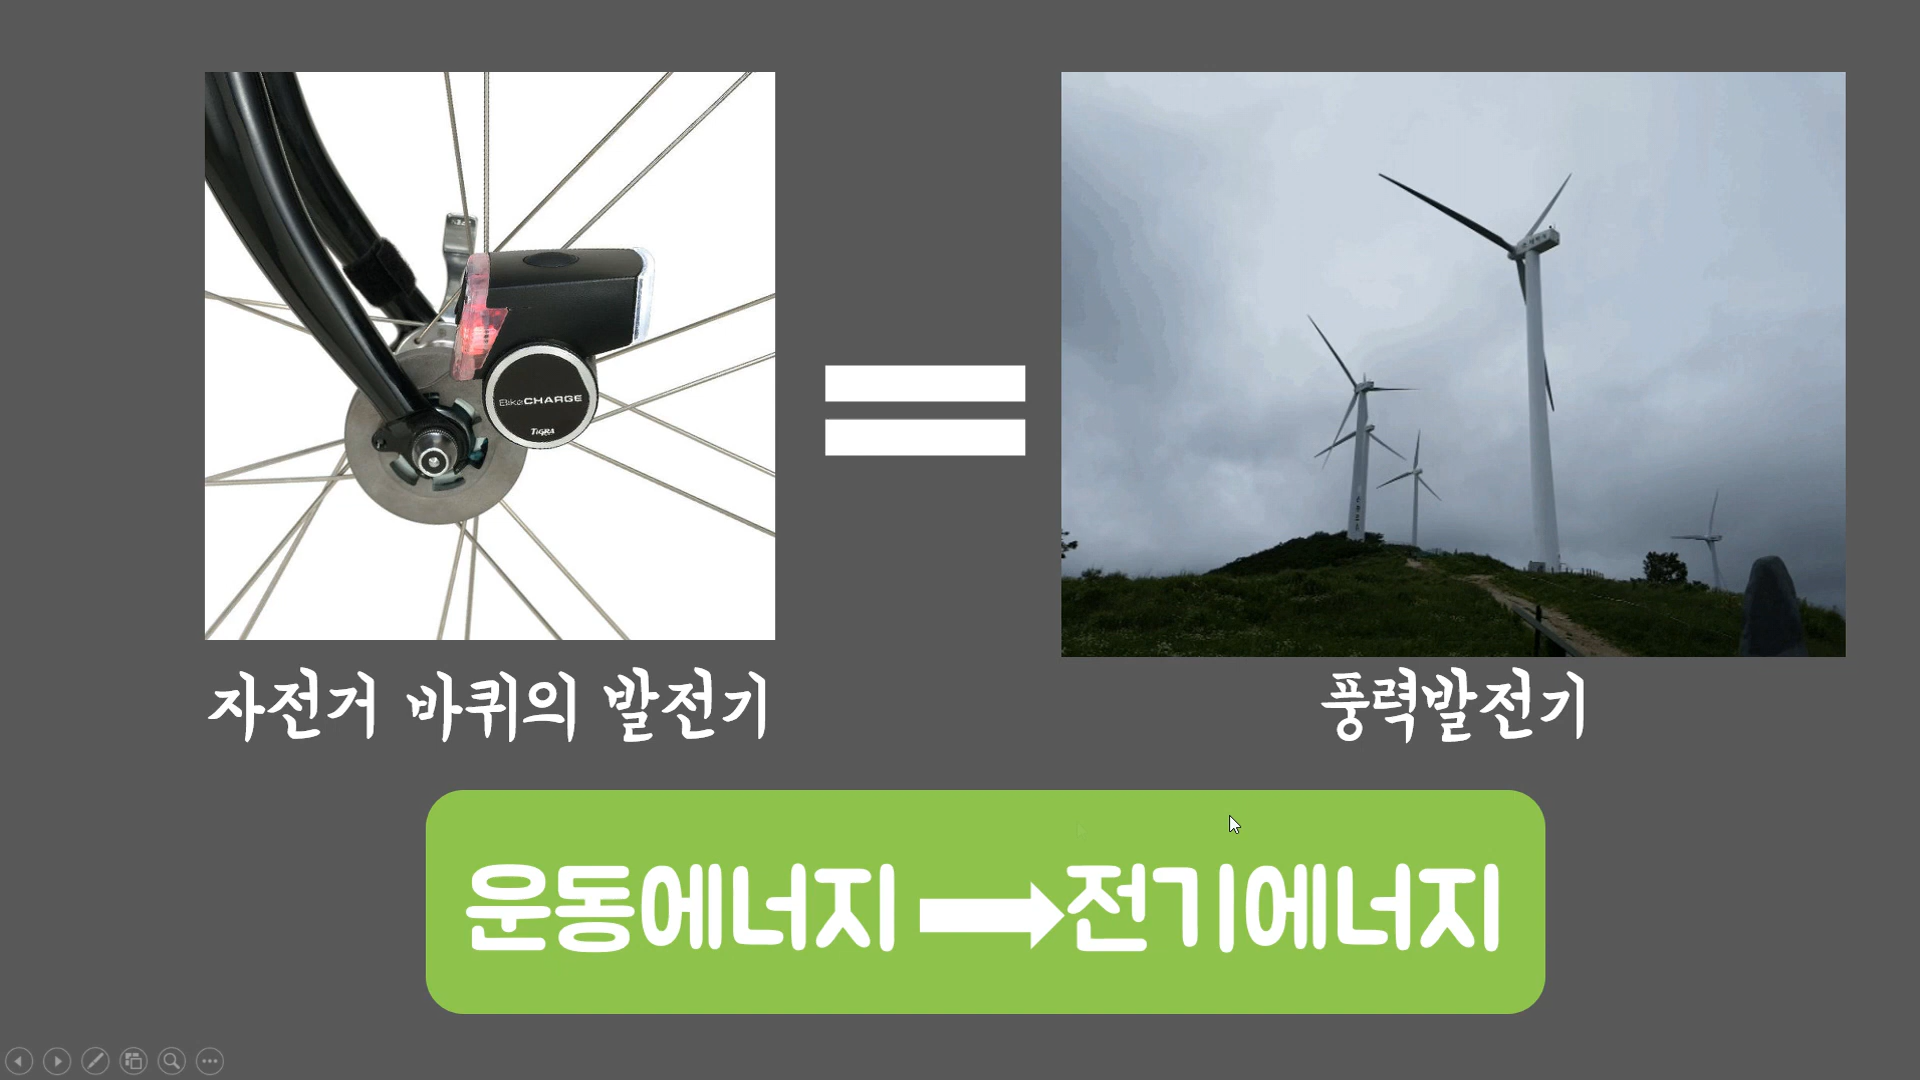 BikeCHARGE
TIGRA
자전거 바퀴의 발전기
풍력발전기
운동에너지
전기에너지